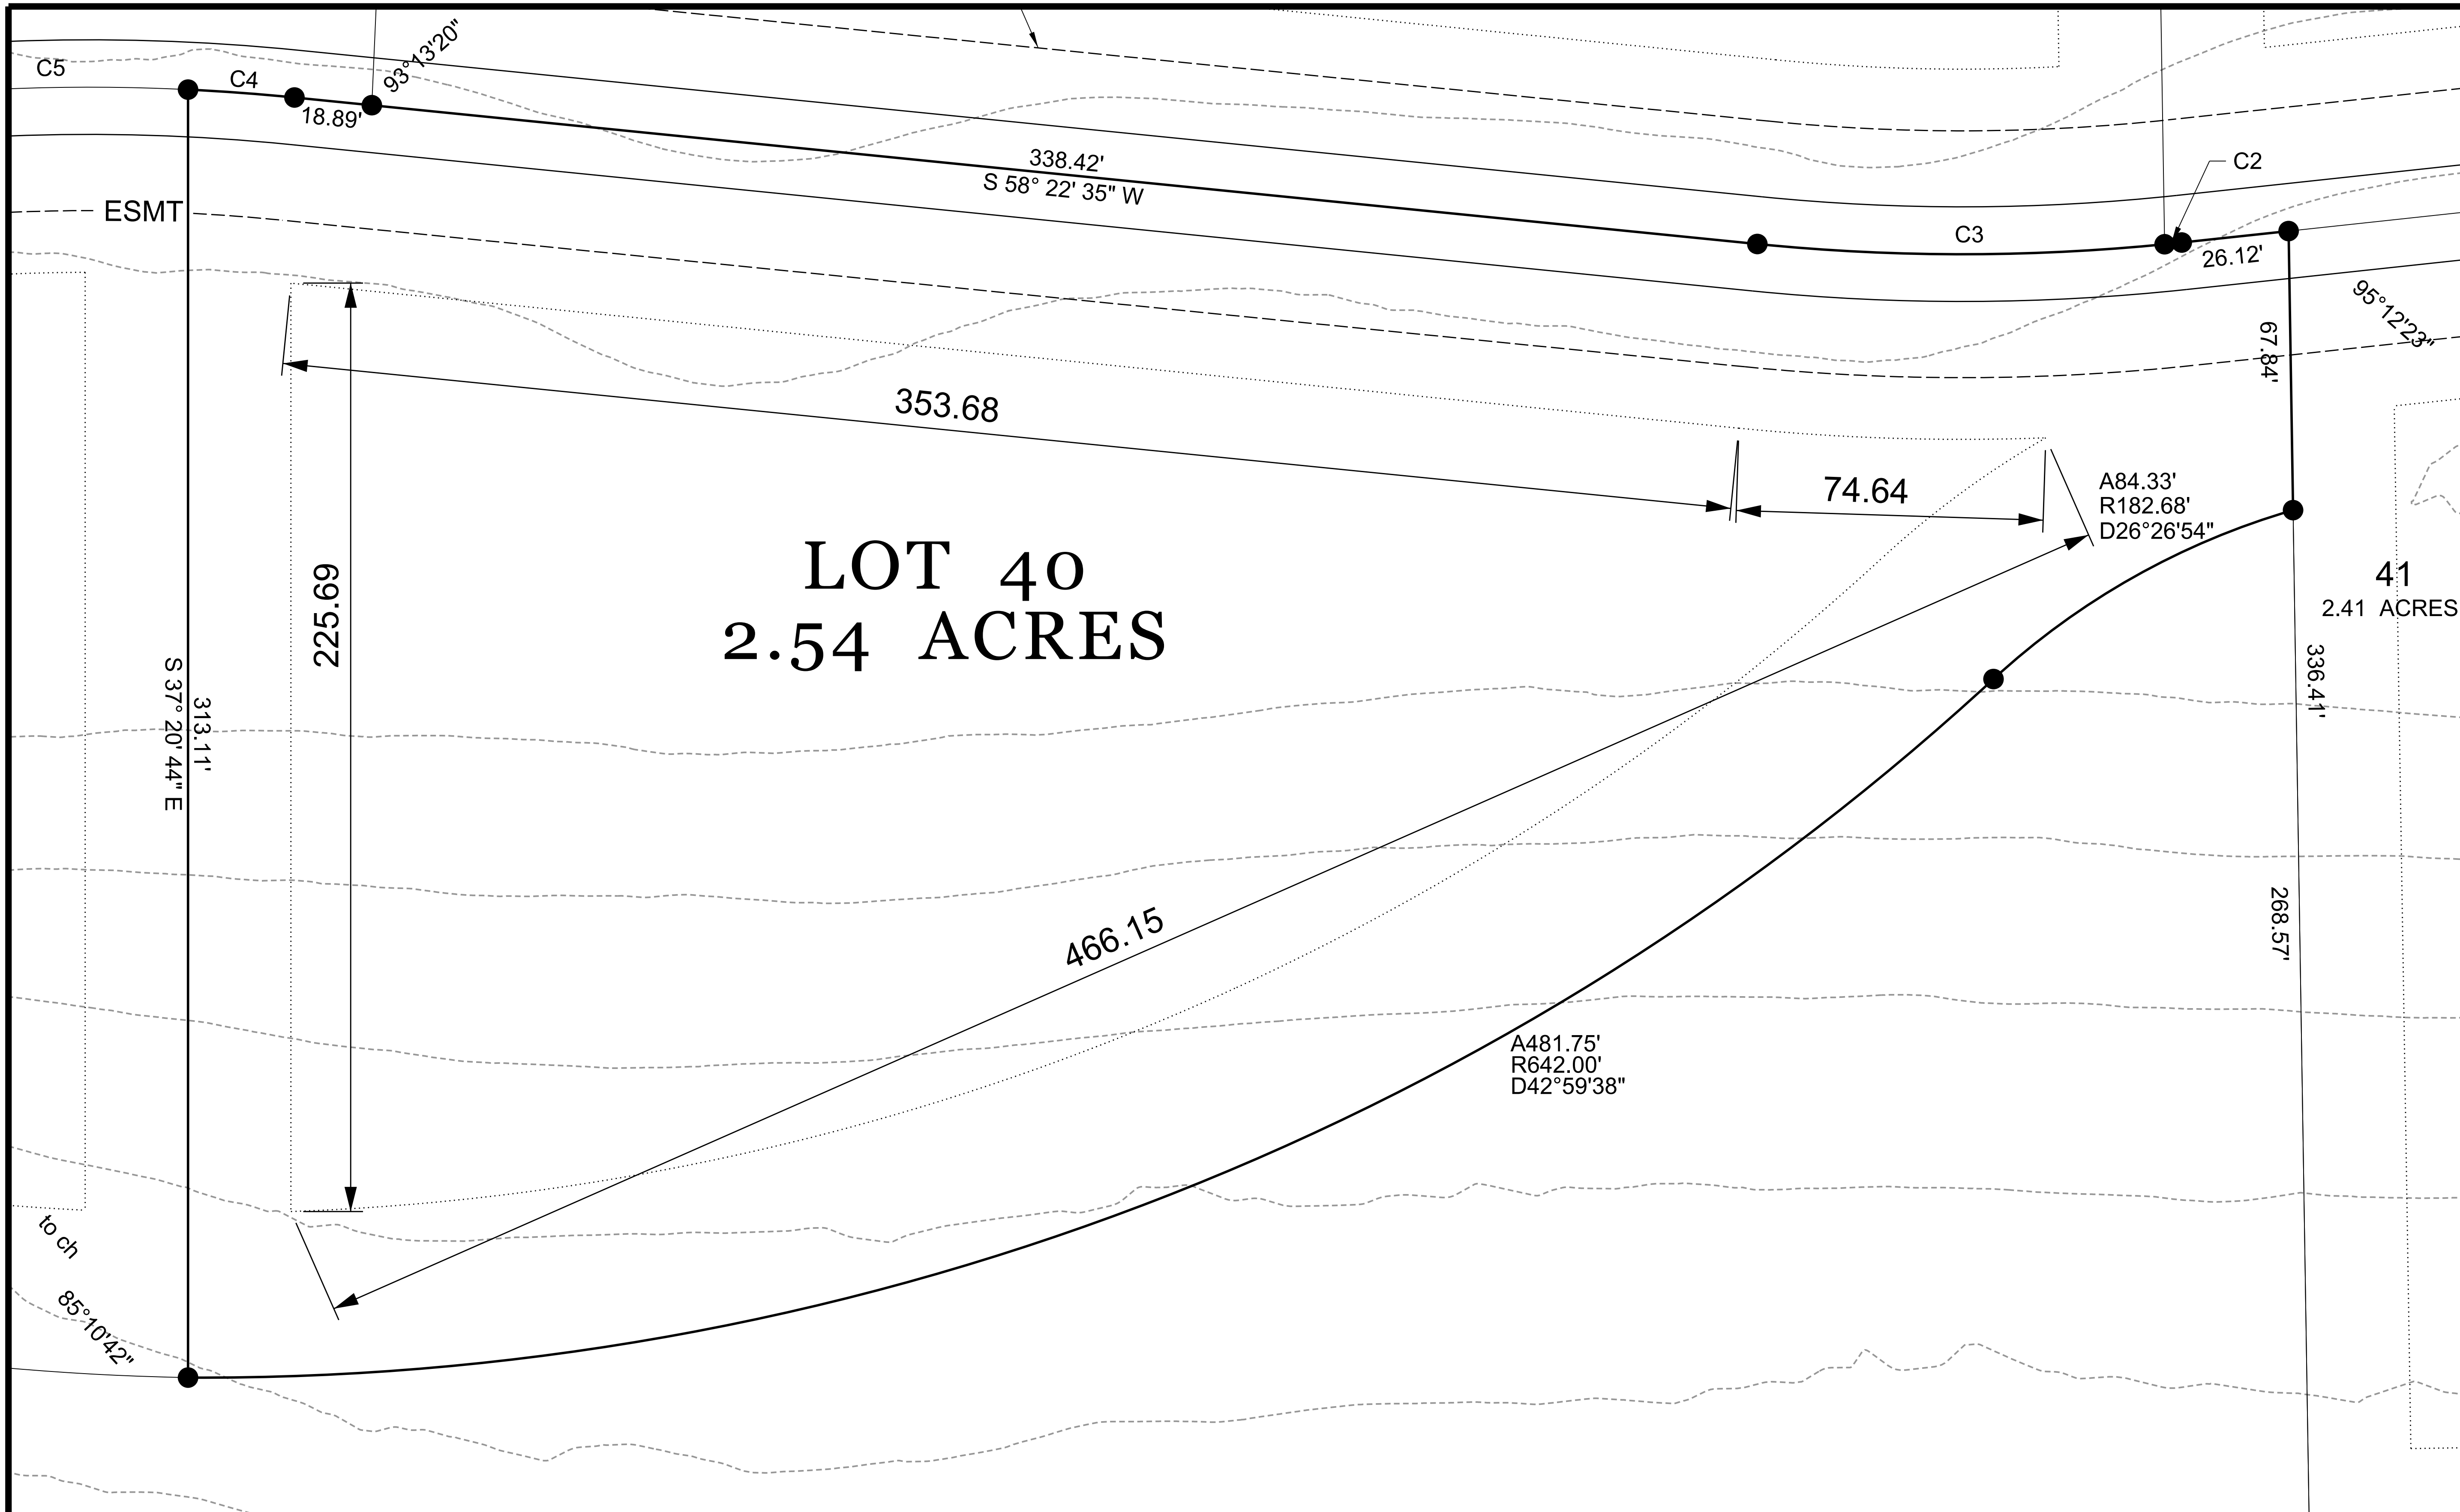 C5
C4
93°13'20"
18.89'
338.42'
S 58° 22' 35" W
C2
C3
26.12'
ESMT
95°12'23"
67.84'
353.68
74.64
A84.33'
R182.68'
D26°26'54"
LOT 40
2.54 ACRES
225.69
41
2.41 ACRES
S 37° 20' 44" E
313.11'
336.41'
268.57'
466.15
A481.75'
R642.00'
D42°59'38"
to ch
85°10'42"